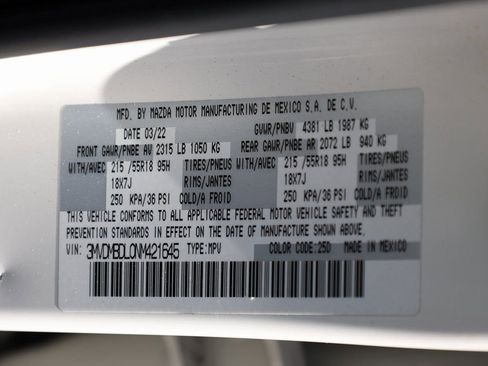 MFD. BY MAZDA MOTOR MANUFACTURING DE MEXICO S.A. DE C.V.
DATE 03/22 GVWR/PNBV 4381 LB 1987 KG
FRONT GAWR/PNBE AV 2315 LB 1050 KG REAR GAWR/PNBE AR 2072 LB 940 KG
WITH/AVEC 215 /55R18 95H TIRES/PNEUS WITH/AVEC 215 /55R18 95H TIRES/PNEUS
18X7J RIMS/JANTES 18X7J RIMS/JANTES
250 KPA/36 PSI COLD/A FROID 250 KPA/36 PSI COLD/A FROID
THIS VEHICLE CONFORMS TO ALL APPLICABLE FEDERAL MOTOR VEHICLE SAFETY AND THEFT
PREVENTION STANDARDS IN EFFECT ON THE DATE OF MANUFACTURE SHOWN ABOVE.
VIN: 3MVDMBDL0NM421645 TYPE: MPV COLOR CODE: 25D MADE IN MEXICO